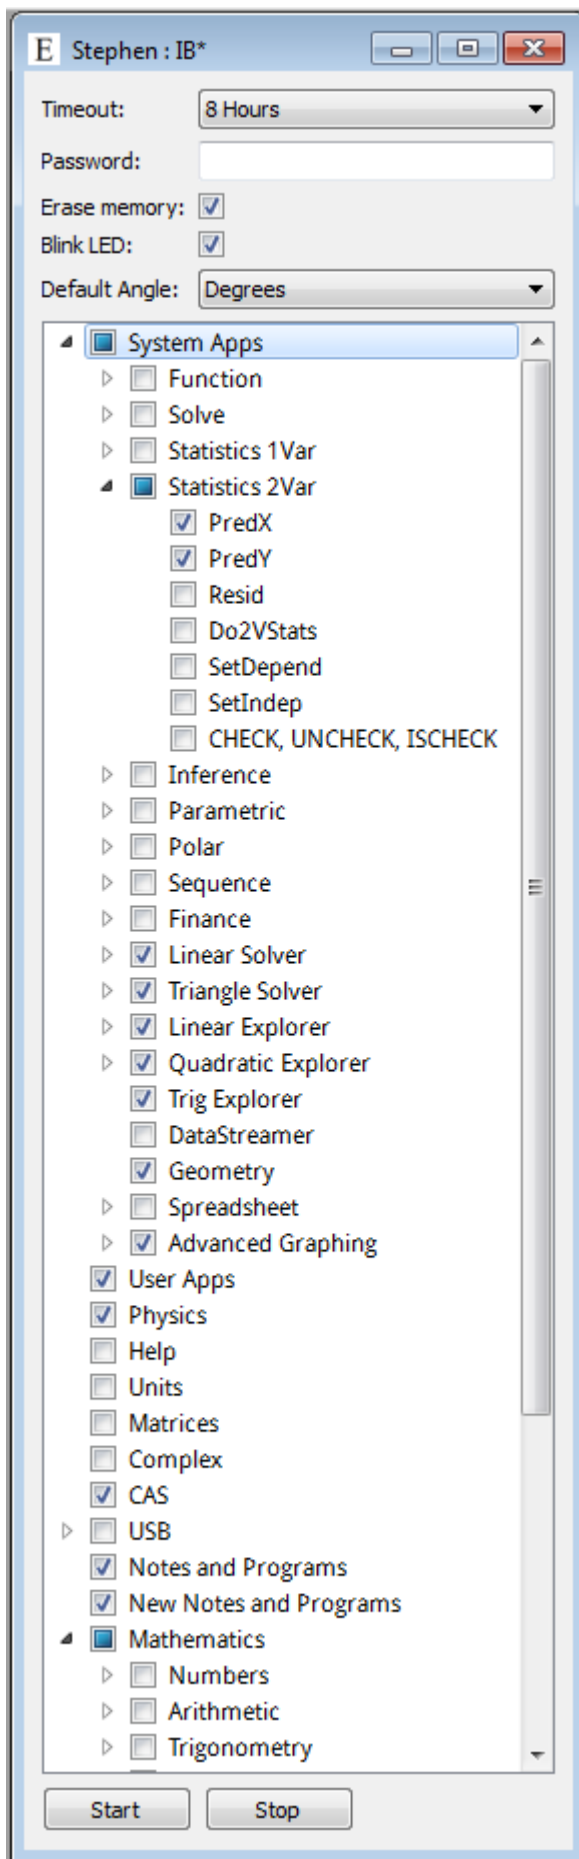 E Stephen : IB*
Timeout: 8 Hours
Password:
Erase memory:
Blink LED:
Default Angle: Degrees
System Apps
Function
Solve
Statistics 1Var
Statistics 2Var
PredX
PredY
Resid
Do2VStats
SetDepend
SetIndep
CHECK, UNCHECK, ISCHECK
Inference
Parametric
Polar
Sequence
Finance
Linear Solver
Triangle Solver
Linear Explorer
Quadratic Explorer
Trig Explorer
DataStreamer
Geometry
Spreadsheet
Advanced Graphing
User Apps
Physics
Help
Units
Matrices
Complex
CAS
USB
Notes and Programs
New Notes and Programs
Mathematics
Numbers
Arithmetic
Trigonometry
Start Stop